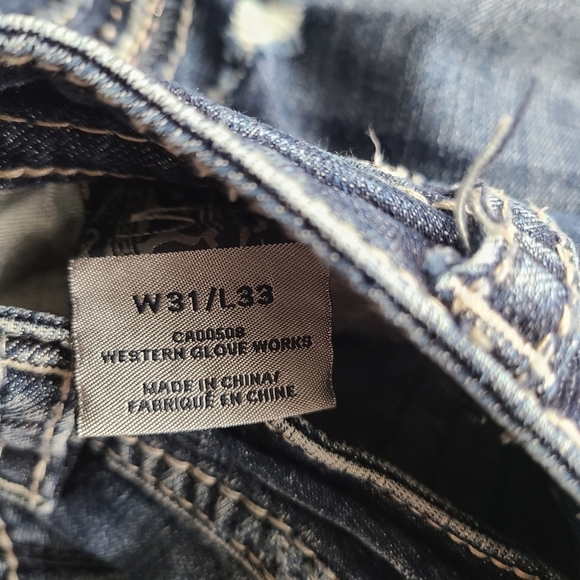 W31/L33
CA00508
WESTERN GLOVE WORKS
MADE IN CHINA/
FABRIQUÉ EN CHINE